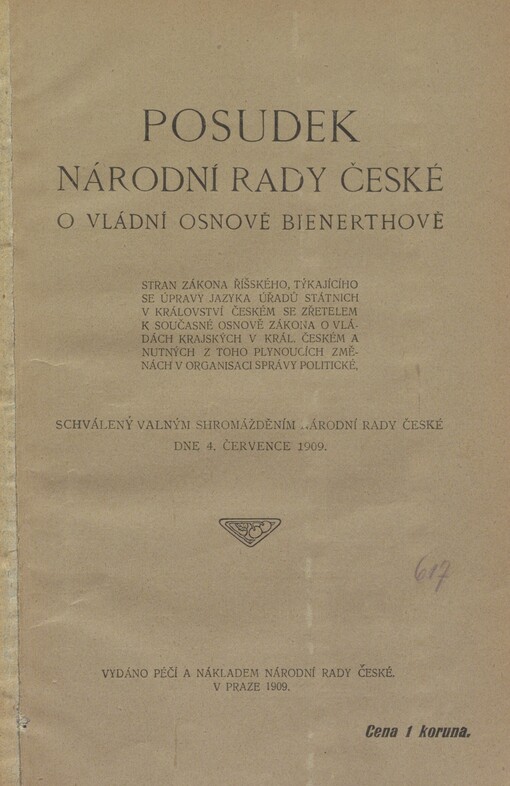 POSUDEK
NÁRODNÍ RADY ČESKÉ
O VLÁDNÍ OSNOVĚ BIENERTHOVĚ
STRAN ZÁKONA ŘÍŠSKÉHO, TÝKAJÍCÍHO
SE ÚPRAVY JAZYKA ÚŘADŮ STÁTNICH
V KRÁLOVSTVÍ ČESKÉM SE ZŘETELEM
K SOUČASNÉ OSNOVĚ ZÁKONA O VLÁ-
DÁCH KRAJSKÝCH V KRÁL. ČESKÉM A
NUTNÝCH Z TOHO PLYNOUCÍCH ZMĚ-
NÁCH V ORGANISACI SPRÁVY POLITICKÉ,
SCHVÁLENÝ VALNÝM SHROMÁŽDĚNÍM NÁRODNÍ RADY ČESKÉ
DNE 4. ČERVENCE 1909.
617
VYDÁNO PÉČÍ A NÁKLADEM NÁRODNÍ RADY ČESKÉ.
V PRAZE 1909.
Cena 1 koruna.